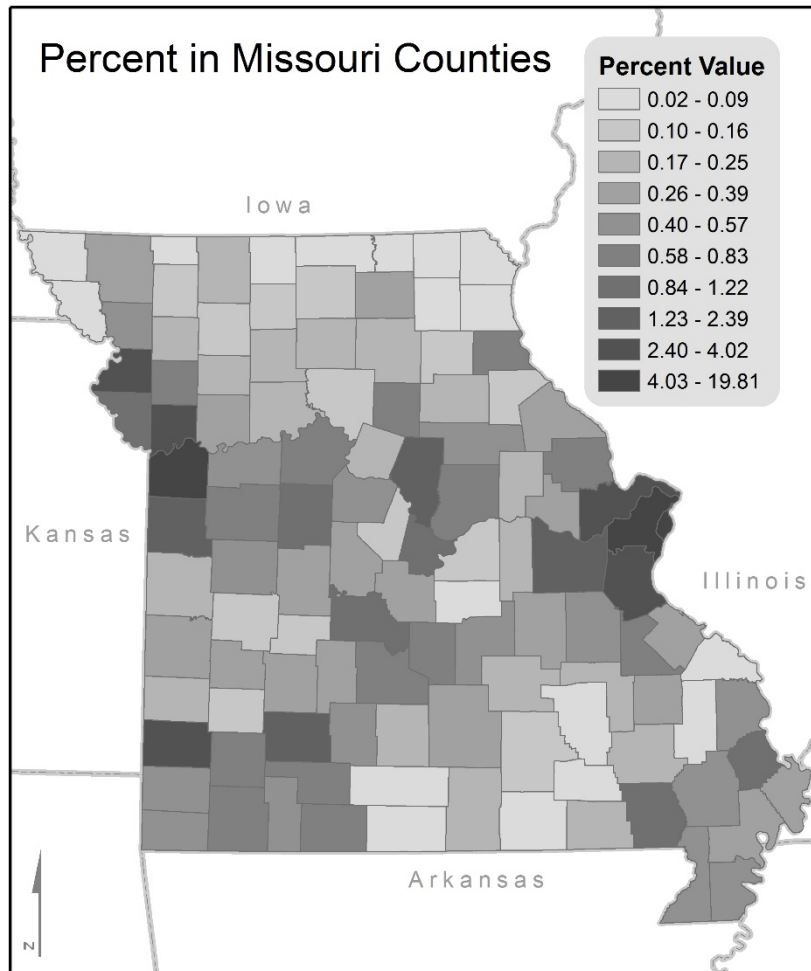 Percent in Missouri Counties
Percent Value
0.02 - 0.09
0.10 - 0.16
0.17 - 0.25
0.26 - 0.39
0.40 - 0.57
0.58 - 0.83
0.84 - 1.22
1.23 - 2.39
2.40 - 4.02
4.03 - 19.81
Iowa
Kansas
Illinois
Arkansas
N